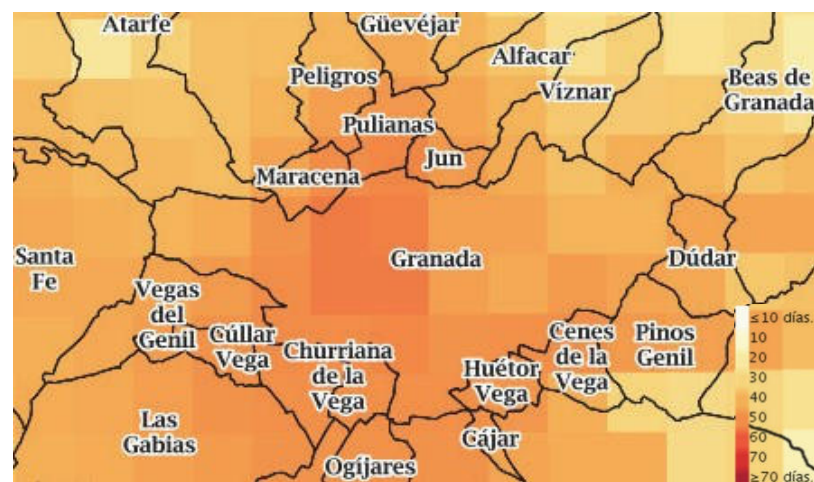 Atarfe
Güevéjar
Alfacar
Peligros
Víznar
Beas de
Granada
Pulianas
Jun
Maracena
Santa
Fe
Granada
Dúdar
Vegas
del
Genil
Cúllar
Vega
Churriana
de la
Vega
Huétor
Vega
Cenes
de la
Vega
Pinos
Genil
Las
Gabias
Cájar
Ogíjares
≤10 días.
10
20
30
40
50
60
70
≥70 días.